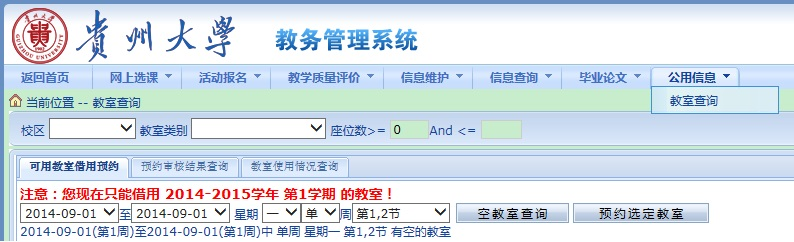 贵州大学 教务管理系统
返回首页 网上选课 活动报名 教学质量评价 信息维护 信息查询 毕业论文 公用信息
当前位置 -- 教室查询 教室查询
校区 教室类别 座位数>= 0 And <=
可用教室借用预约 预约审核结果查询 教室使用情况查询
注意：您现在只能借用 2014-2015学年 第1学期 的教室！
2014-09-01 至 2014-09-01 星期 一 单 周 第1,2节 空教室查询 预约选定教室
2014-09-01(第1周)至2014-09-01(第1周)中 单周 星期一 第1,2节 有空的教室